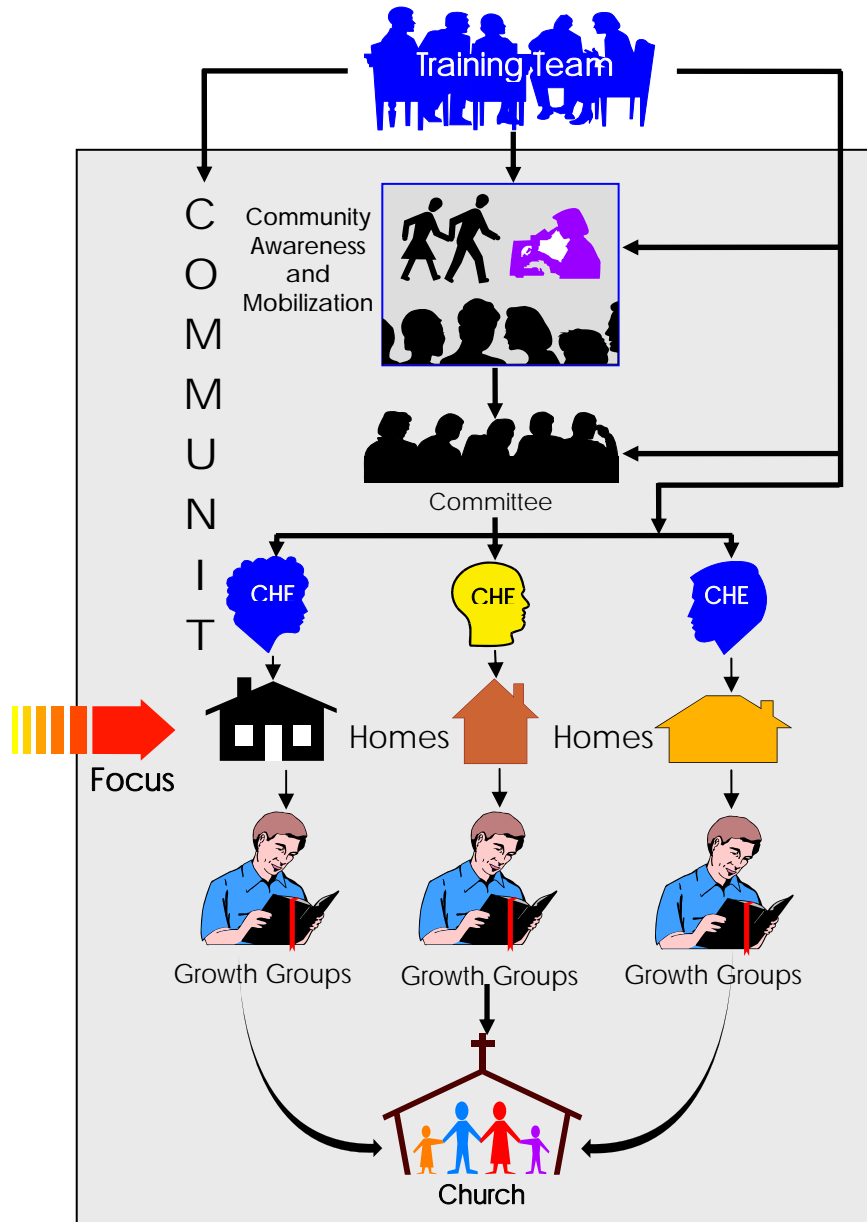 Training Team
COMMUNIT
Community
Awareness
and
Mobilization
Committee
CHE
CHE
CHE
Homes
Homes
Focus
Growth Groups
Growth Groups
Growth Groups
Church